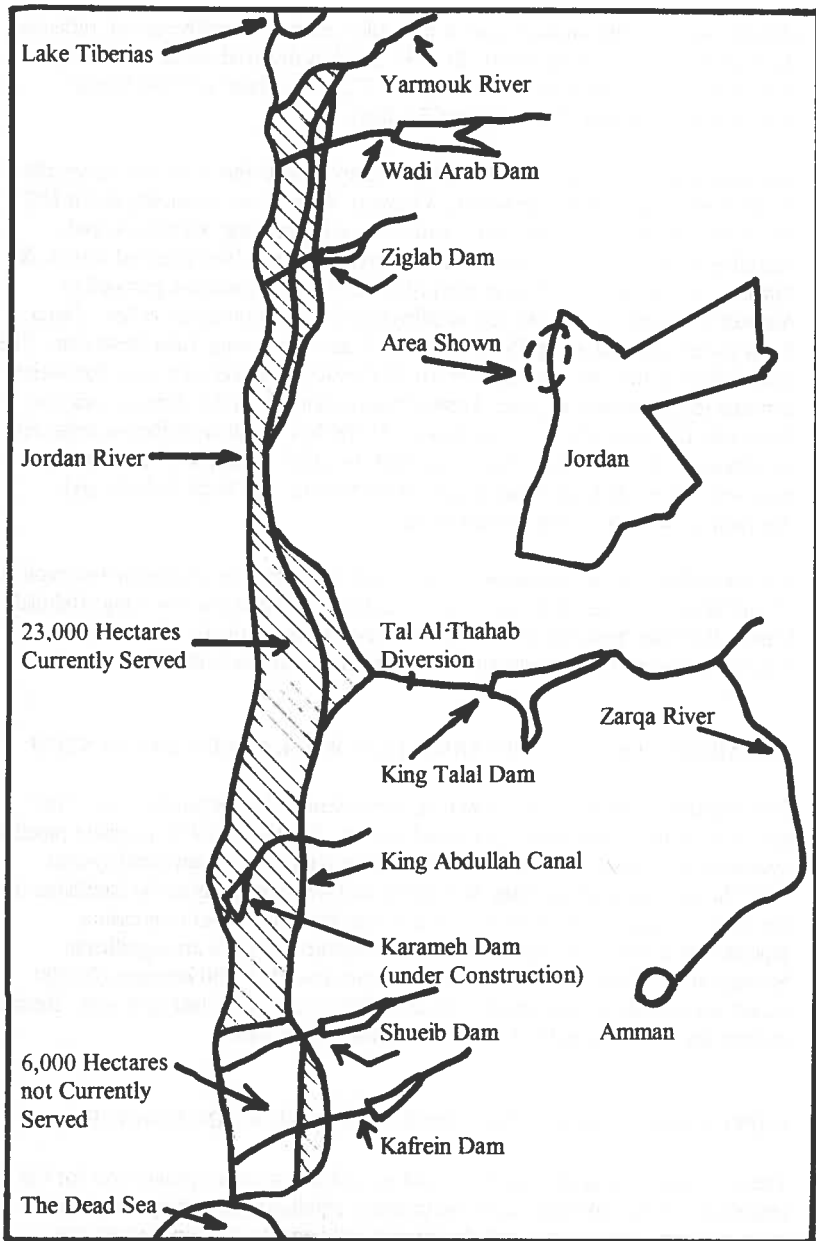 Lake Tiberias
Yarmouk River
Wadi Arab Dam
Ziglab Dam
Area Shown
Jordan River
Jordan
23,000 Hectares
Currently Served
Tal Al-Thahab
Diversion
Zarqa River
King Talal Dam
King Abdullah Canal
Karameh Dam
(under Construction)
Amman
Shueib Dam
6,000 Hectares
not Currently
Served
Kafrein Dam
The Dead Sea